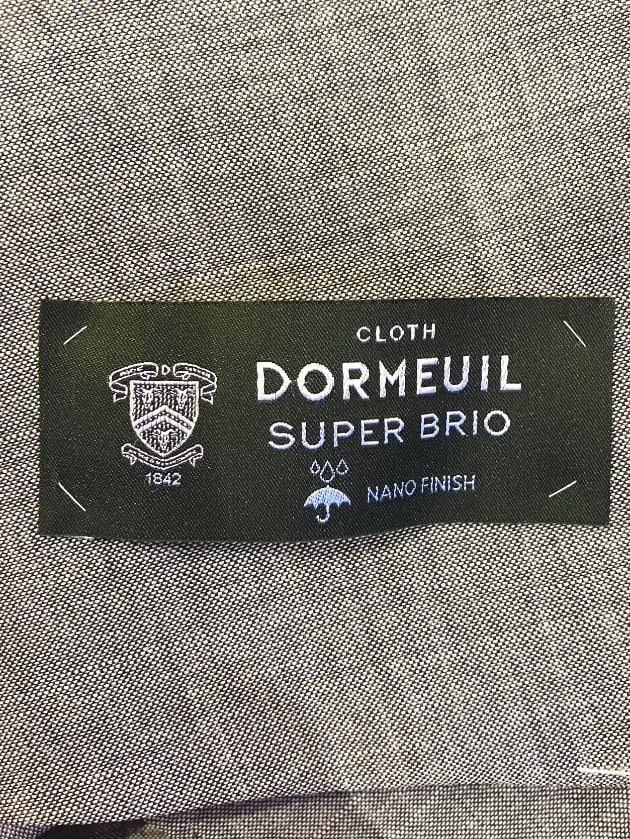 D
1842
CLOTH
DORMEUIL
SUPER BRIO
NANO FINISH